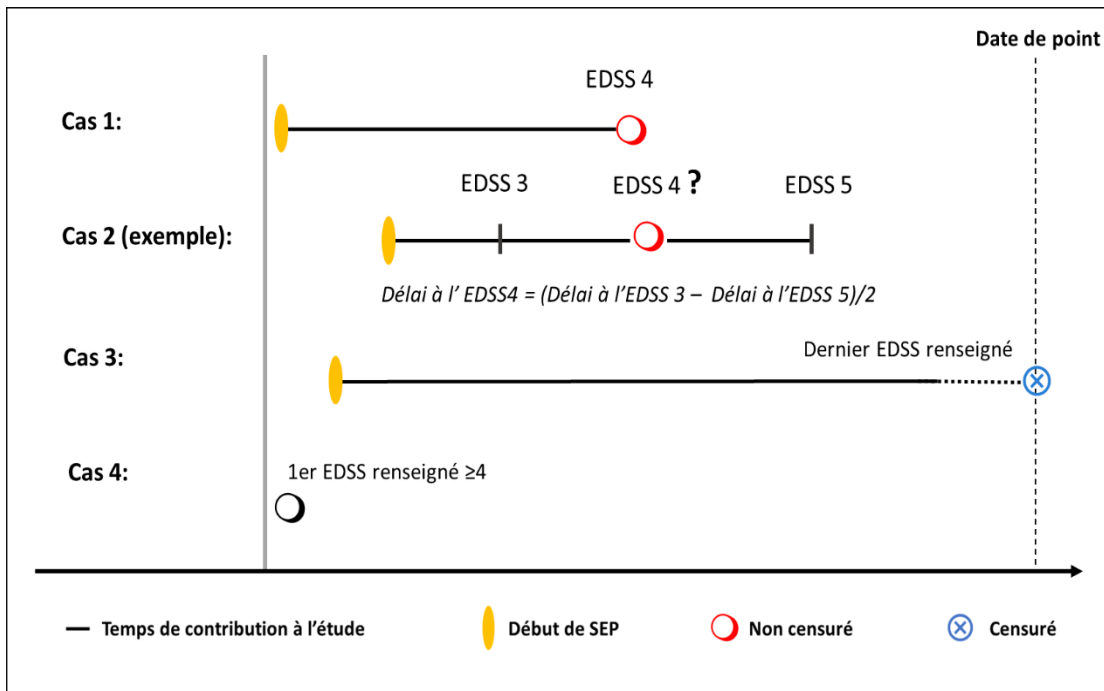 Date de point
EDSS 4
Cas 1:
EDSS 3 EDSS 4 ? EDSS 5
Cas 2 (exemple):
Délai à l' EDSS4 = (Délai à l'EDSS 3 – Délai à l'EDSS 5)/2
Dernier EDSS renseigné
Cas 3:
Cas 4:
1er EDSS renseigné ≥4
Temps de contribution à l'étude Début de SEP Non censuré Censuré